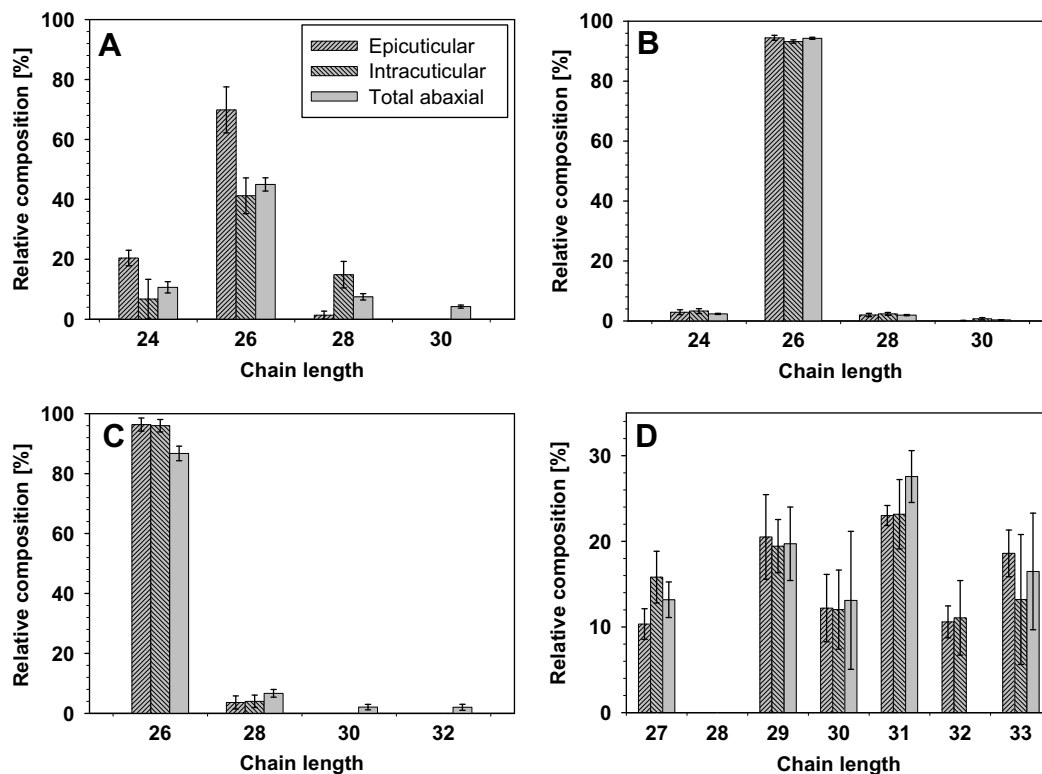 A
Epicuticular
Intracuticular
Total abaxial
Relative composition [%]
100
80
60
40
20
0
24 26 28 30
Chain length
B
Relative composition [%]
100
80
60
40
20
0
24 26 28 30
Chain length
C
Relative composition [%]
100
80
60
40
20
0
26 28 30 32
Chain length
D
Relative composition [%]
30
20
10
0
27 28 29 30 31 32 33
Chain length